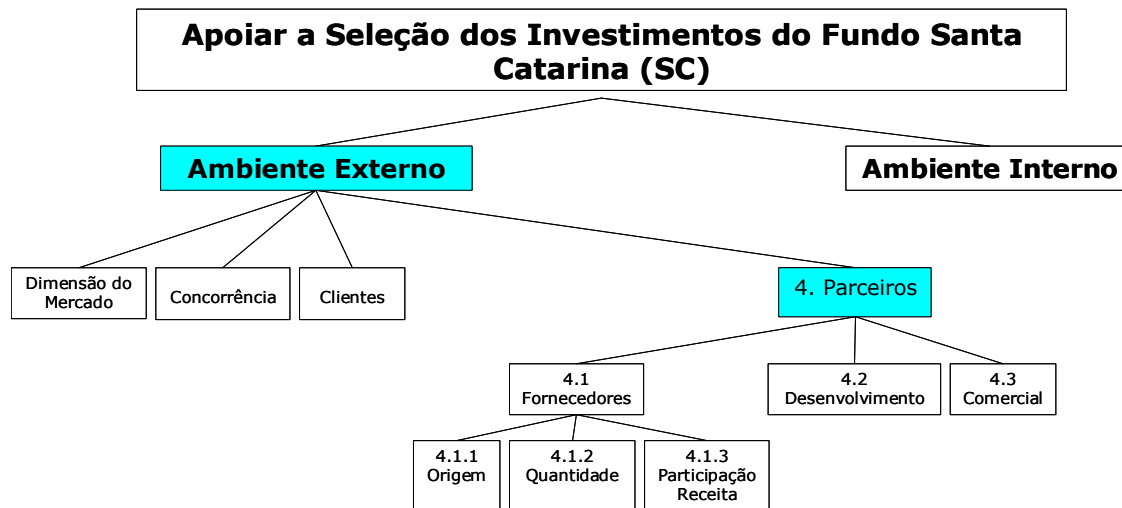 Apoiar a Seleção dos Investimentos do Fundo Santa
Catarina (SC)
Ambiente Externo
Ambiente Interno
Dimensão do
Mercado
Concorrência
Clientes
4. Parceiros
4.1
Fornecedores
4.2
Desenvolvimento
4.3
Comercial
4.1.1
Origem
4.1.2
Quantidade
4.1.3
Participação
Receita